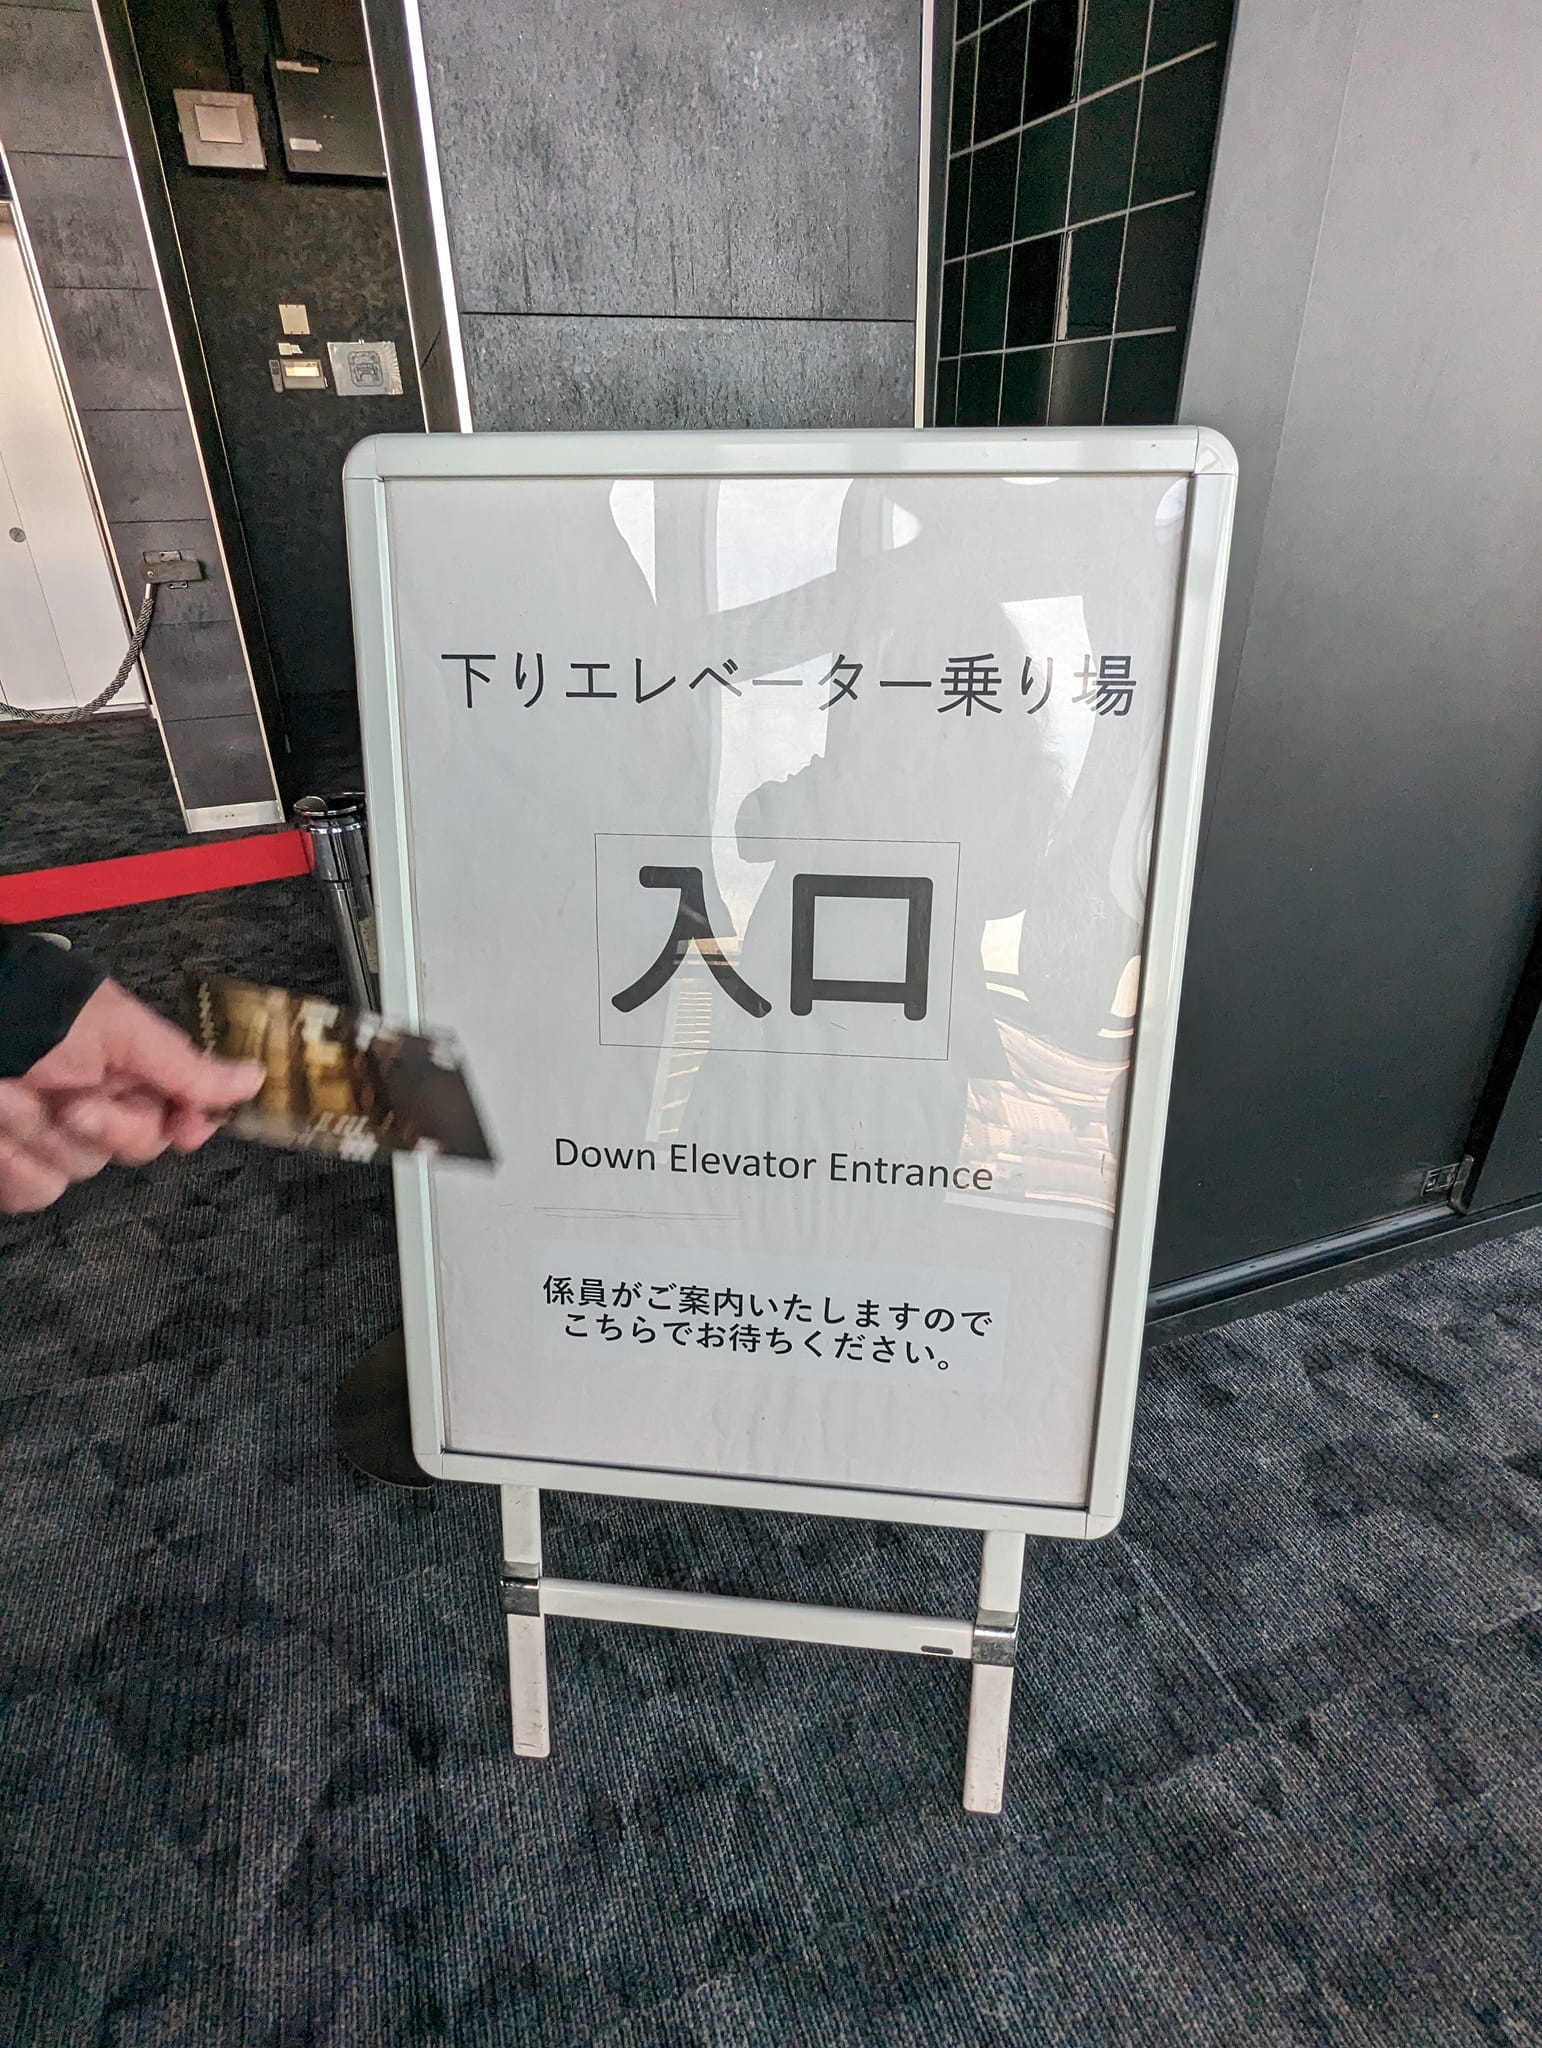 下りエレベーター乗り場
入口
Down Elevator Entrance
係員がご案内いたしますので
こちらでお待ちください。